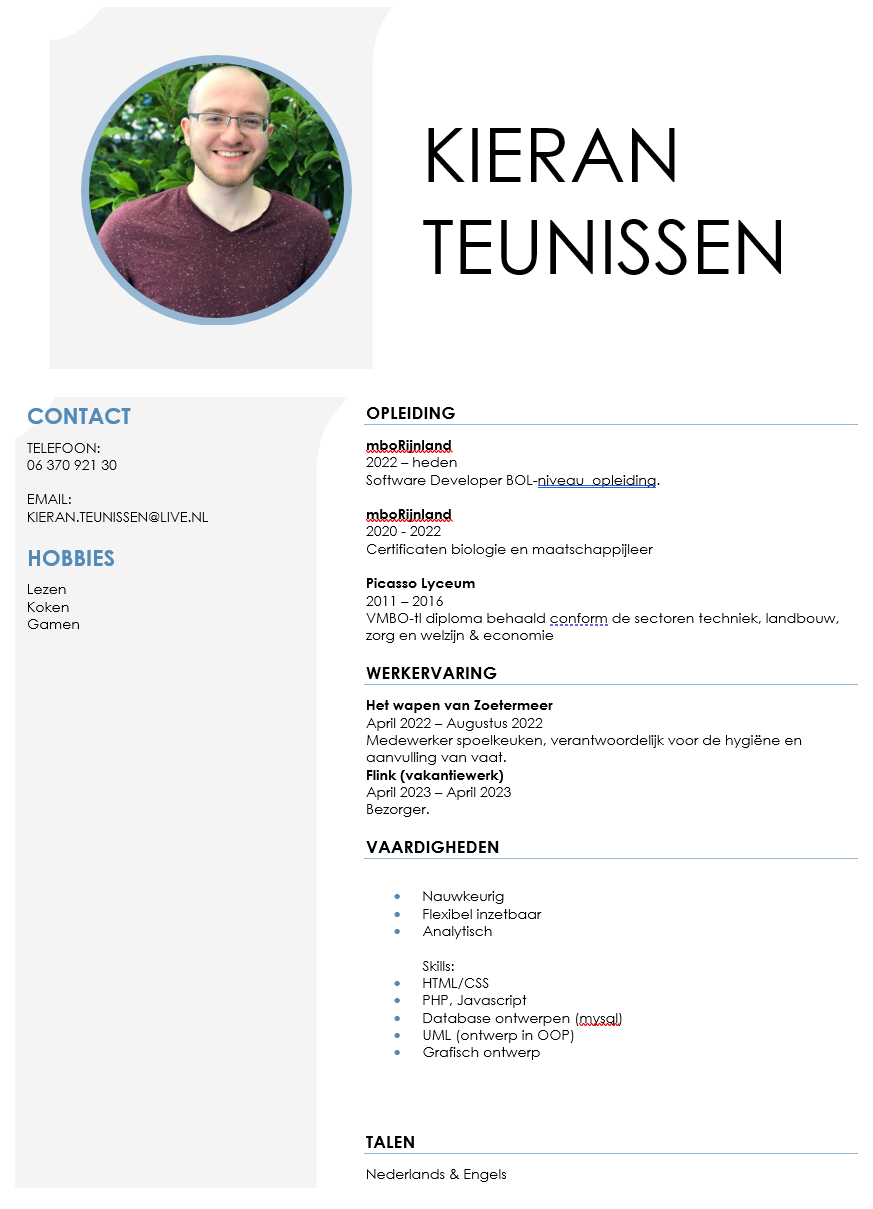 KIERAN
TEUNISSEN
CONTACT
TELEFOON:
06 370 921 30
EMAIL:
KIERAN.TEUNISSEN@LIVE.NL
HOBBIES
Lezen
Koken
Gamen
OPLEIDING
mboRijnland
2022 – heden
Software Developer BOL-niveau opleiding.
mboRijnland
2020 - 2022
Certificaten biologie en maatschappijleer
Picasso Lyceum
2011 – 2016
VMBO-tl diploma behaald conform de sectoren techniek, landbouw,
zorg en welzijn & economie
WERKERVARING
Het wapen van Zoetermeer
April 2022 – Augustus 2022
Medewerker spoelkeuken, verantwoordelijk voor de hygiëne en
aanvulling van vaat.
Flink (vakantiewerk)
April 2023 – April 2023
Bezorger.
VAARDIGHEDEN
• Nauwkeurig
• Flexibel inzetbaar
• Analytisch
Skills:
• HTML/CSS
• PHP, Javascript
• Database ontwerpen (mysql)
• UML (ontwerp in OOP)
• Grafisch ontwerp
TALEN
Nederlands & Engels